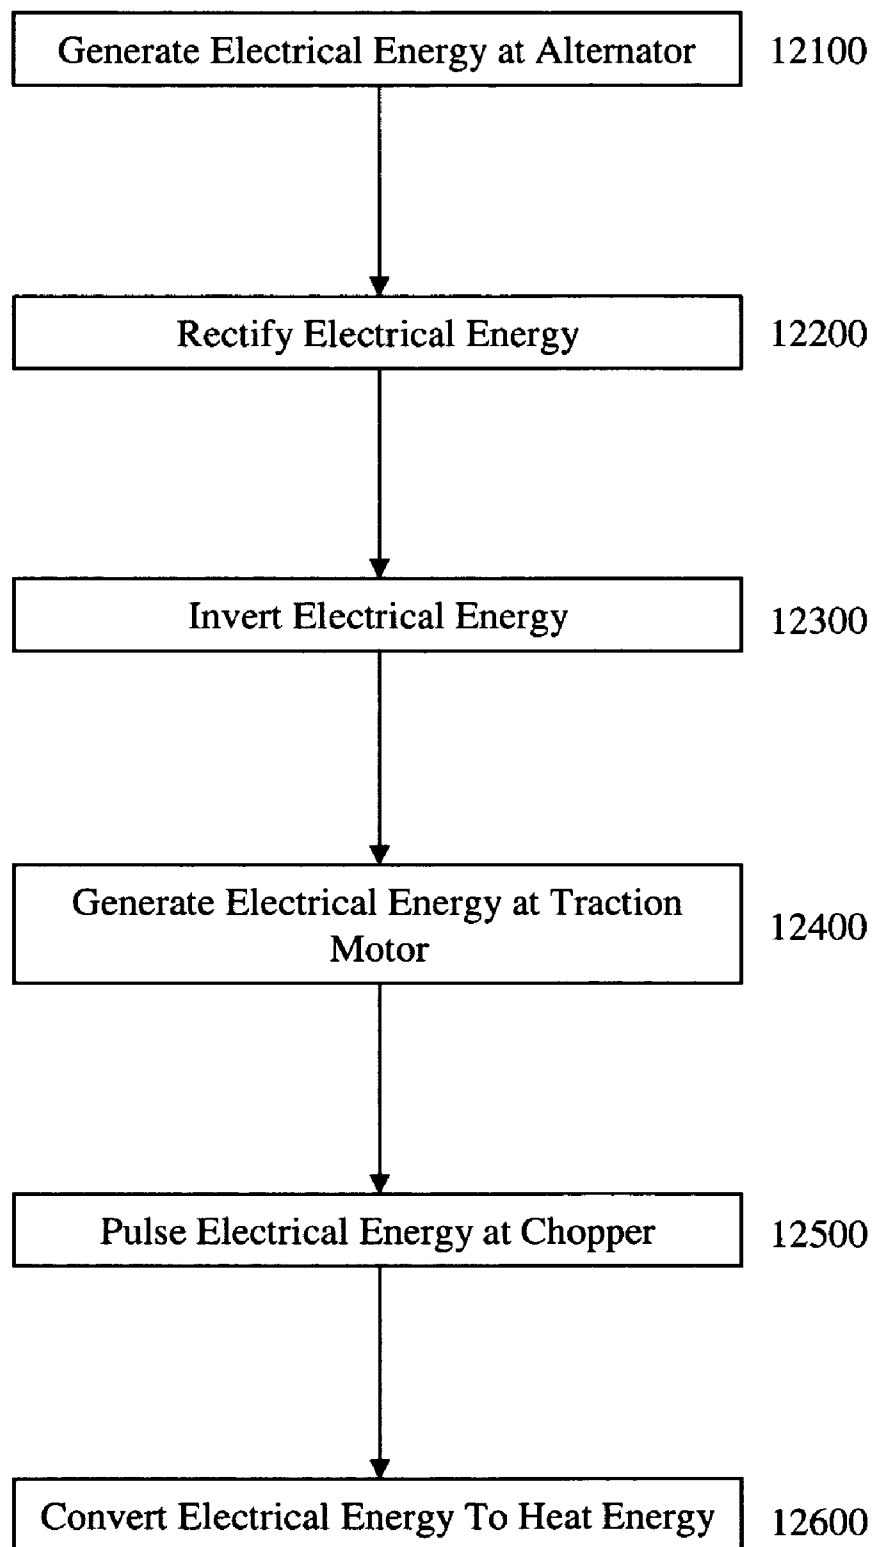 Generate Electrical Energy at Alternator 12100
Rectify Electrical Energy 12200
Invert Electrical Energy 12300
Generate Electrical Energy at Traction
Motor 12400
Pulse Electrical Energy at Chopper 12500
Convert Electrical Energy To Heat Energy 12600